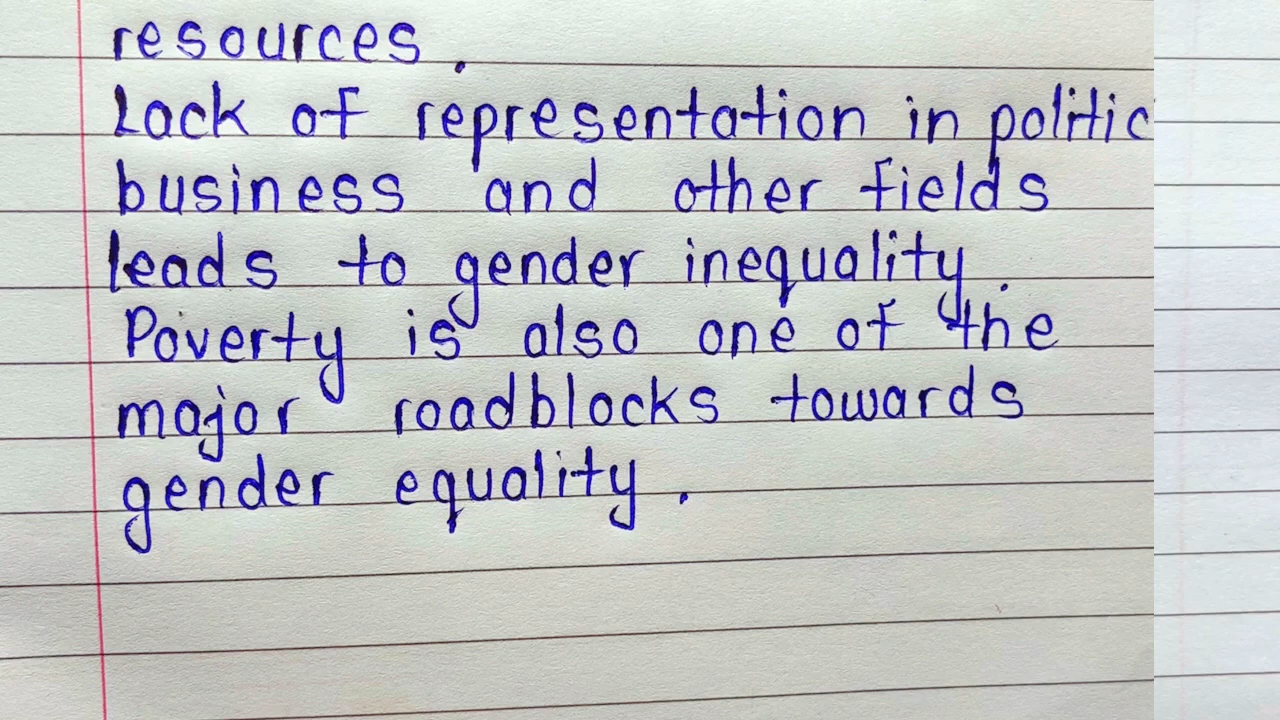 resources.
Lack of representation in politic
business and other fields
leads to gender inequality.
Poverty is also one of the
major roadblocks towards
gender equality.